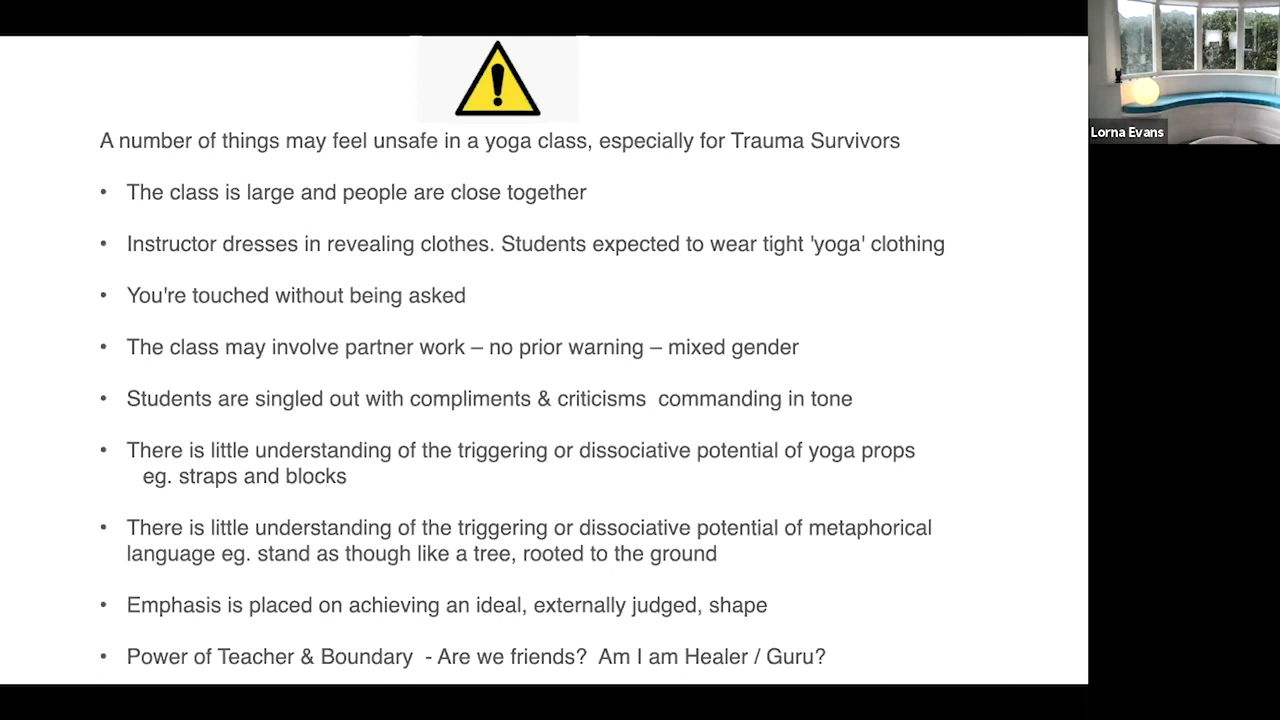 A number of things may feel unsafe in a yoga class, especially for Trauma Survivors
• The class is large and people are close together
• Instructor dresses in revealing clothes. Students expected to wear tight 'yoga' clothing
• You're touched without being asked
• The class may involve partner work – no prior warning – mixed gender
• Students are singled out with compliments & criticisms  commanding in tone
• There is little understanding of the triggering or dissociative potential of yoga props
eg. straps and blocks
• There is little understanding of the triggering or dissociative potential of metaphorical
language eg. stand as though like a tree, rooted to the ground
• Emphasis is placed on achieving an ideal, externally judged, shape
• Power of Teacher & Boundary  - Are we friends?  Am I am Healer / Guru?
Lorna Evans